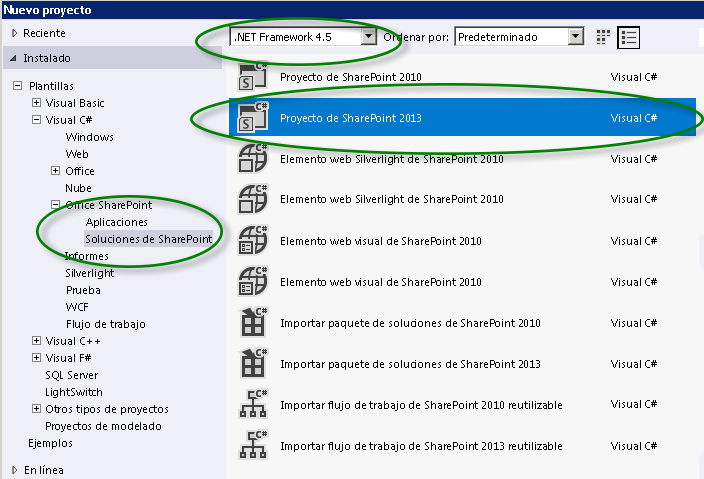 Nuevo proyecto
Reciente
Instalado
Plantillas
Visual Basic
Visual C#
Windows
Web
Office
Nube
Office SharePoint
Aplicaciones
Soluciones de SharePoint
Informes
Silverlight
Prueba
WCF
Flujo de trabajo
Visual C++
Visual F#
SQL Server
LightSwitch
Otros tipos de proyectos
Proyectos de modelado
Ejemplos
En línea
.NET Framework 4.5 Ordenar por: Predeterminado
C# S Proyecto de SharePoint 2010 Visual C#
C# S Proyecto de SharePoint 2013 Visual C#
C# Elemento web Silverlight de SharePoint 2010 Visual C#
C# Elemento web Silverlight de SharePoint 2010 Visual C#
C# Elemento web visual de SharePoint 2010 Visual C#
C# Elemento web visual de SharePoint 2010 Visual C#
C# Importar paquete de soluciones de SharePoint 2010 Visual C#
C# Importar paquete de soluciones de SharePoint 2013 Visual C#
C# Importar flujo de trabajo de SharePoint 2010 reutilizable Visual C#
C# Importar flujo de trabajo de SharePoint 2013 reutilizable Visual C#